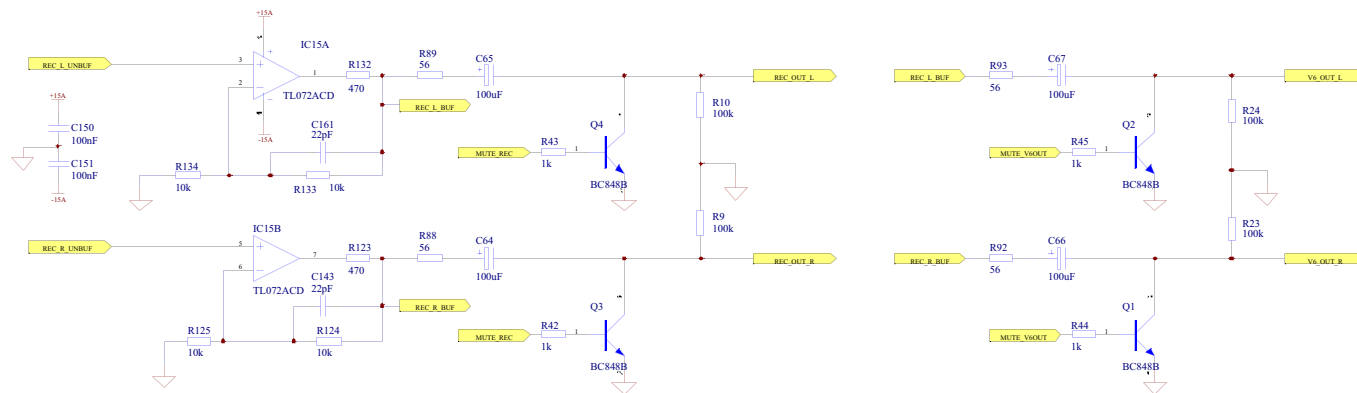 +15A
IC15A
REC_L_UNBUF
3
2
1
TL072ACD
-15A
R132
470
R89
56
C65
100uF
REC_L_BUF
REC_OUT_L
R10
100k
+15A
C150
100nF
C151
100nF
-15A
C161
22pF
R134
10k
R133
10k
MUTE_REC
R43
1k
1
Q4
BC848B
R9
100k
IC15B
REC_R_UNBUF
5
6
7
TL072ACD
R123
470
R88
56
C64
100uF
REC_R_BUF
REC_OUT_R
C143
22pF
R125
10k
R124
10k
MUTE_REC
R42
1k
1
Q3
BC848B
REC_L_BUF
R93
56
C67
100uF
V6_OUT_L
R24
100k
MUTE_V6OUT
R45
1k
1
Q2
BC848B
R23
100k
REC_R_BUF
R92
56
C66
100uF
V6_OUT_R
MUTE_V6OUT
R44
1k
1
Q1
BC848B